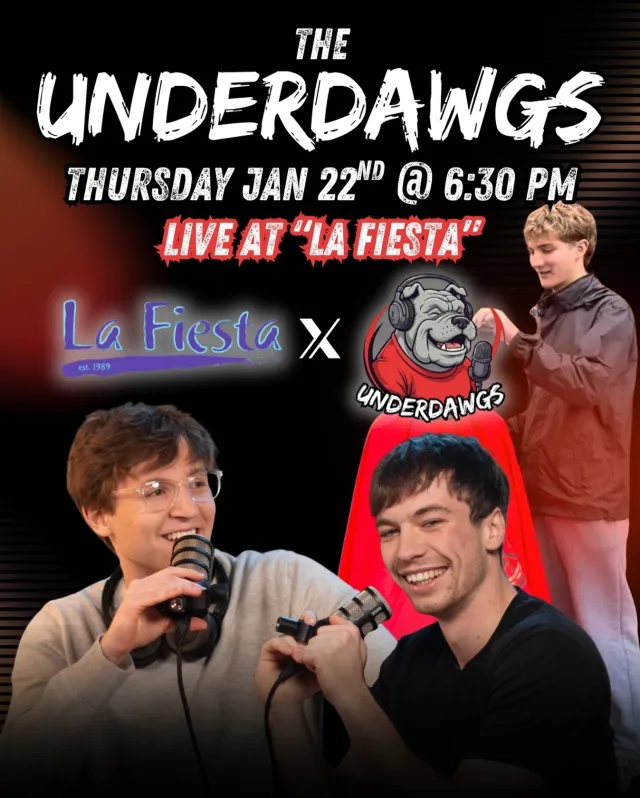 THE
UNDERDAWGS
THURSDAY JAN 22ND @ 6:30 PM
LIVE AT "LA FIESTA"
La Fiesta
est. 1989
X
UNDERDAWGS